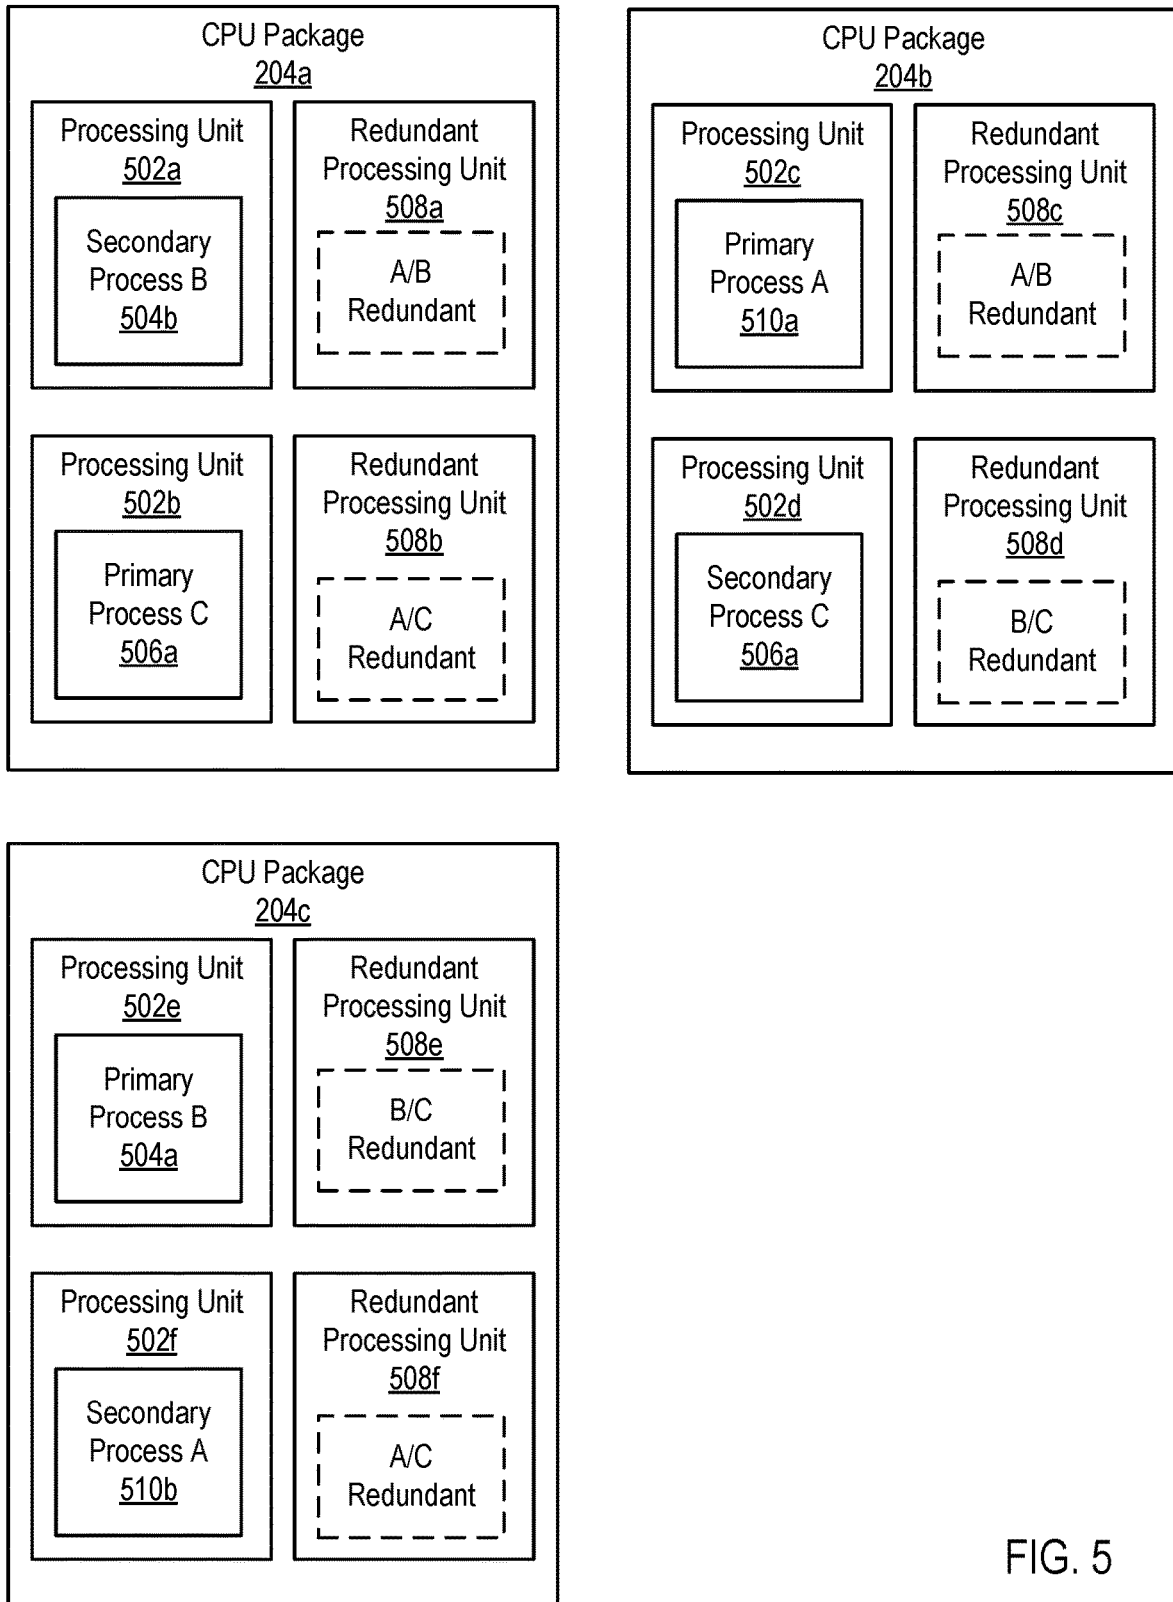 CPU Package
204a
Processing Unit
502a
Secondary
Process B
504b
Redundant
Processing Unit
508a
A/B
Redundant
Processing Unit
502b
Primary
Process C
506a
Redundant
Processing Unit
508b
A/C
Redundant
CPU Package
204b
Processing Unit
502c
Primary
Process A
510a
Redundant
Processing Unit
508c
A/B
Redundant
Processing Unit
502d
Secondary
Process C
506a
Redundant
Processing Unit
508d
B/C
Redundant
CPU Package
204c
Processing Unit
502e
Primary
Process B
504a
Redundant
Processing Unit
508e
B/C
Redundant
Processing Unit
502f
Secondary
Process A
510b
Redundant
Processing Unit
508f
A/C
Redundant
FIG. 5